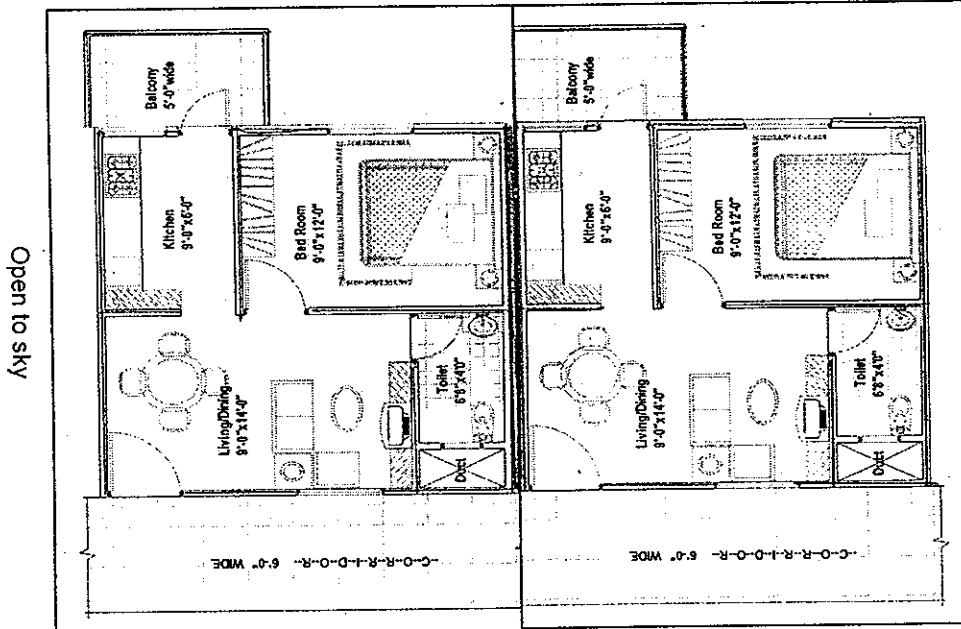 Balcony
5'-0"wide
Kitchen
9'-0"x6'-0"
Bed Room
9'-0"x12'-0"
Living/Dining
9'-0"x14'-0"
Toilet
6'6"x4'0"
Duct
--C--O--R--R--I--D--O--R-- 6'-0" WIDE
Balcony
5'-0"wide
Kitchen
9'-0"x6'-0"
Bed Room
9'-0"x12'-0"
Living/Dining
9'-0"x14'-0"
Toilet
6'8"x4'0"
Duct
--C--O--R--R--I--D--O--R-- 6'-0" WIDE
Open to sky